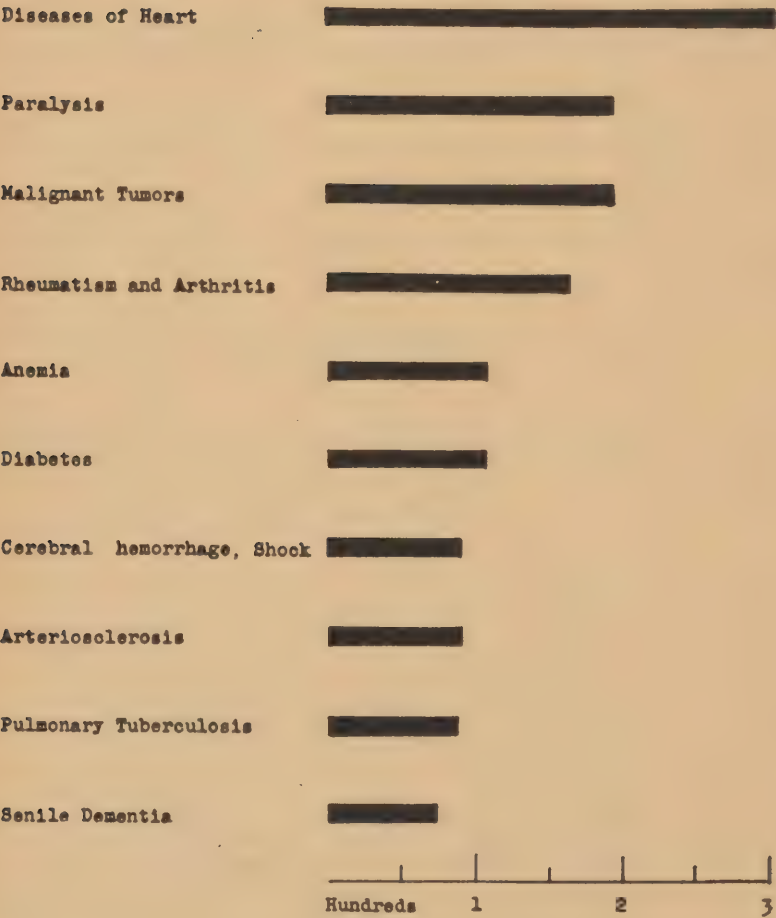 Diseases of Heart
Paralysis
Malignant Tumors
Rheumatism and Arthritis
Anemia
Diabetes
Cerebral hemorrhage, Shock
Arteriosclerosis
Pulmonary Tuberculosis
Senile Dementia
Hundreds 1 2 3